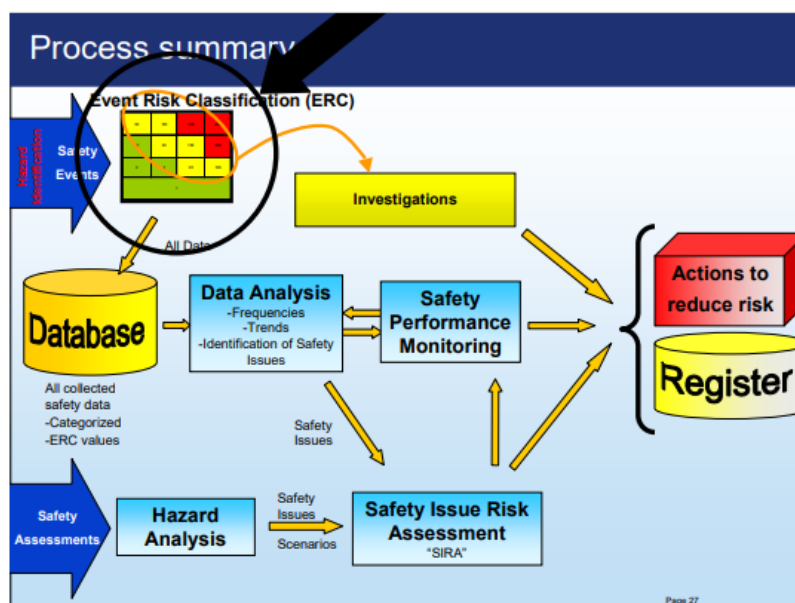 Process summary
Event Risk Classification (ERC)
Hazard
Identification
Safety
Events
Investigations
All Data
Actions to
reduce risk
Data Analysis
-Frequencies
-Trends
-Identification of Safety
Issues
Safety
Performance
Monitoring
Database
Register
All collected
safety data
-Categorized
-ERC values
Safety
Issues
Safety
Assessments
Hazard
Analysis
Safety
Issues
Scenarios
Safety Issue Risk
Assessment
"SIRA"
Page 27